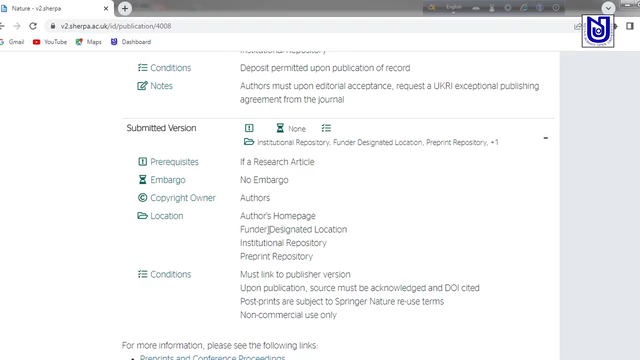 Nature - v2.sherpa
English
v2.sherpa.ac.uk/id/publication/4008
Gmail
YouTube
Maps
Dashboard
Institutional Repository
Conditions
Deposit permitted upon publication of record
Notes
Authors must upon editorial acceptance, request a UKRI exceptional publishing
agreement from the journal
Submitted Version
None
Institutional Repository, Funder Designated Location, Preprint Repository, +1
Prerequisites
If a Research Article
Embargo
No Embargo
Copyright Owner
Authors
Location
Author's Homepage
Funder Designated Location
Institutional Repository
Preprint Repository
Conditions
Must link to publisher version
Upon publication, source must be acknowledged and DOI cited
Post-prints are subject to Springer Nature re-use terms
Non-commercial use only
For more information, please see the following links:
Preprints and Conference Proceedings